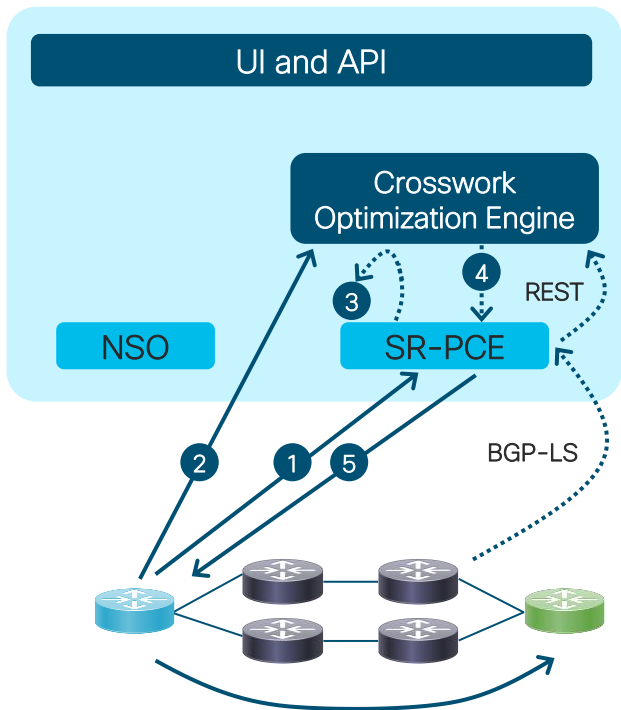 UI and API
Crosswork
Optimization Engine
4
REST
3
NSO
SR-PCE
2
1
5
BGP-LS